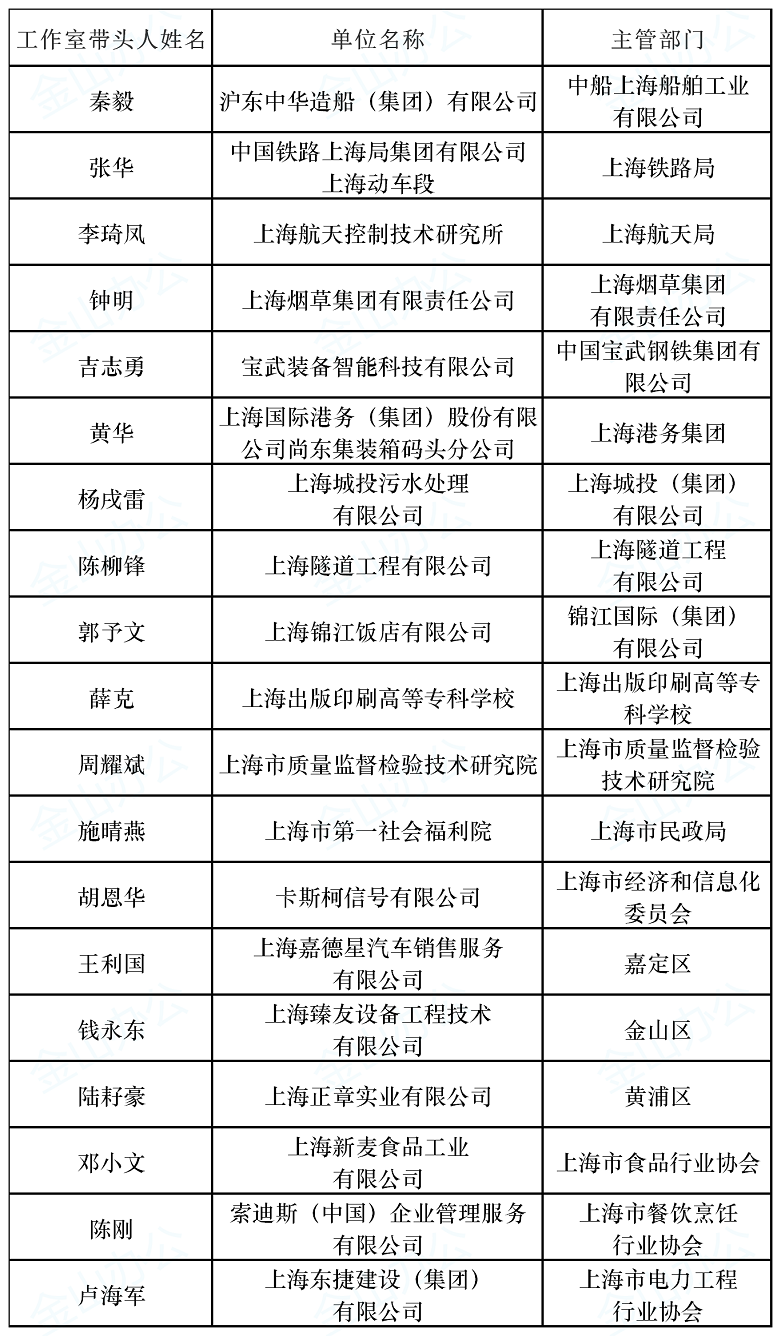 工作室带头人姓名 单位名称 主管部门
秦毅 沪东中华造船（集团）有限公司 中船上海船舶工业
有限公司
张华 中国铁路上海局集团有限公司
上海动车段 上海铁路局
李琦凤 上海航天控制技术研究所 上海航天局
钟明 上海烟草集团有限责任公司 上海烟草集团
有限责任公司
吉志勇 宝武装备智能科技有限公司 中国宝武钢铁集团有
限公司
黄华 上海国际港务（集团）股份有限
公司尚东集装箱码头分公司 上海港务集团
杨戌雷 上海城投污水处理 上海城投（集团）
有限公司 有限公司
陈柳锋 上海隧道工程有限公司 上海隧道工程
有限公司
郭予文 上海锦江饭店有限公司 锦江国际（集团）
有限公司
薛克 上海出版印刷高等专科学校 上海出版印刷高等专
科学校
周耀斌 上海市质量监督检验技术研究院 上海市质量监督检验
技术研究院
施晴燕 上海市第一社会福利院 上海市民政局
胡恩华 卡斯柯信号有限公司 上海市经济和信息化
委员会
王利国 上海嘉德星汽车销售服务
有限公司 嘉定区
钱永东 上海臻友设备工程技术
有限公司 金山区
陆耔豪 上海正章实业有限公司 黄浦区
邓小文 上海新麦食品工业
有限公司 上海市食品行业协会
陈刚 索迪斯（中国）企业管理服务 上海市餐饮烹饪
有限公司 行业协会
卢海军 上海东捷建设（集团） 上海市电力工程
有限公司 行业协会